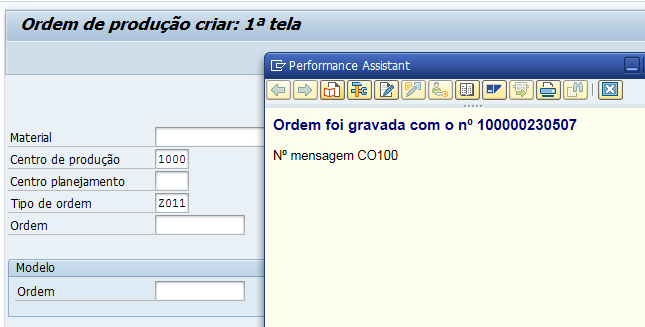 Ordem de produção criar: 1ª tela
Performance Assistant
Ordem foi gravada com o nº 100000230507
Nº mensagem CO100
Material
Centro de produção 1000
Centro planejamento
Tipo de ordem Z011
Ordem
Modelo
Ordem